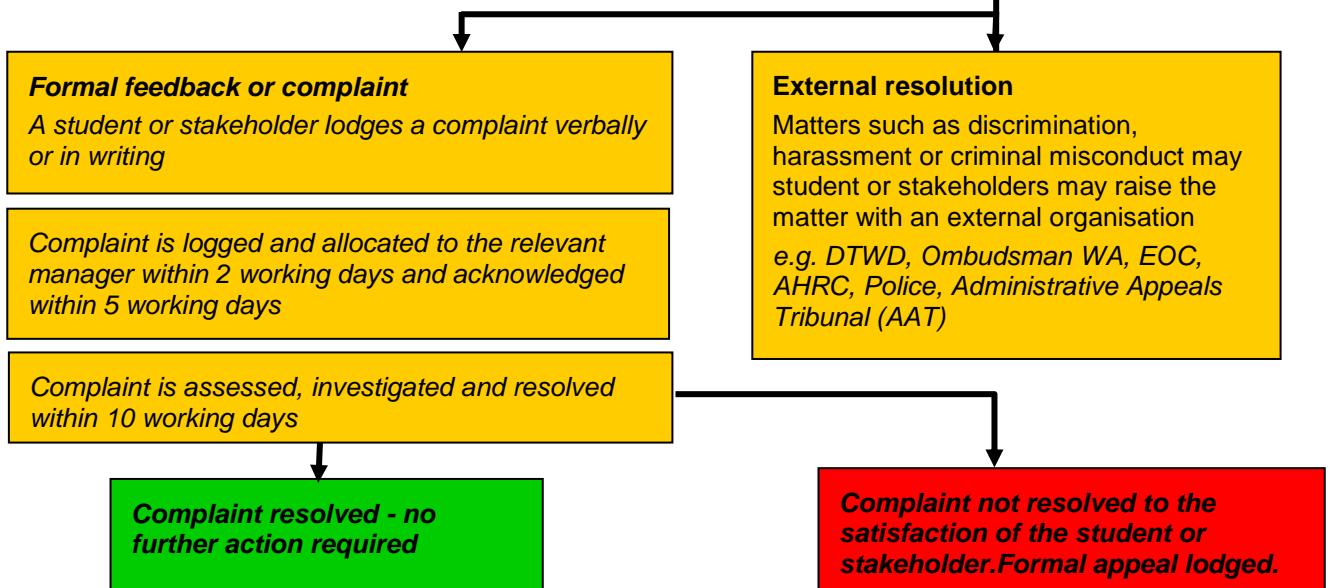 Formal feedback or complaint
A student or stakeholder lodges a complaint verbally
or in writing
External resolution
Matters such as discrimination,
harassment or criminal misconduct may
student or stakeholders may raise the
matter with an external organisation
e.g. DTWD, Ombudsman WA, EOC,
AHRC, Police, Administrative Appeals
Tribunal (AAT)
Complaint is logged and allocated to the relevant
manager within 2 working days and acknowledged
within 5 working days
Complaint is assessed, investigated and resolved
within 10 working days
Complaint resolved - no
further action required
Complaint not resolved to the
satisfaction of the student or
stakeholder.Formal appeal lodged.